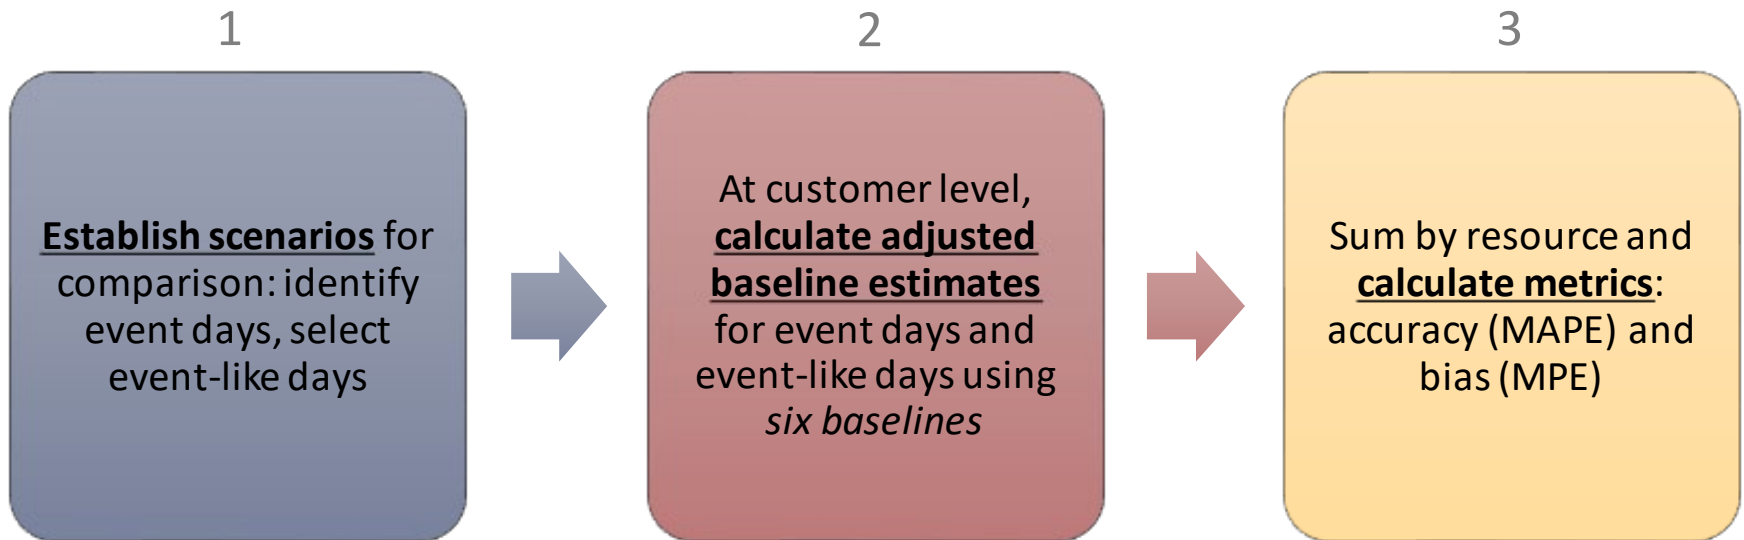 1
Establish scenarios for
comparison: identify
event days, select
event-like days
2
At customer level,
calculate adjusted
baseline estimates
for event days and
event-like days using
six baselines
3
Sum by resource and
calculate metrics:
accuracy (MAPE) and
bias (MPE)